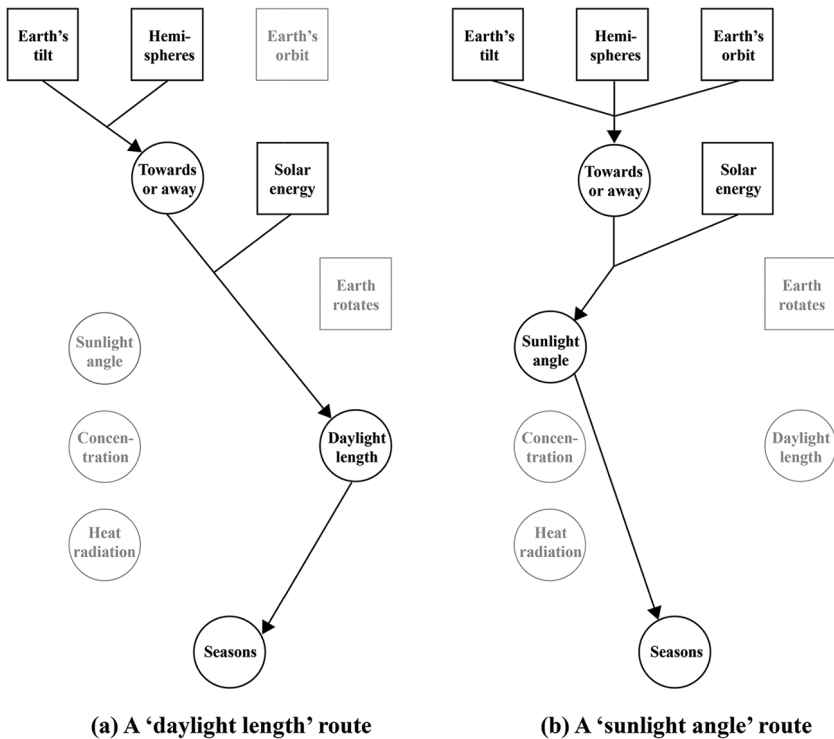 Earth's
tilt
Hemi-
spheres
Earth's
orbit
Towards
or away
Solar
energy
Earth
rotates
Sunlight
angle
Concen-
tration
Daylight
length
Heat
radiation
Seasons
(a) A ‘daylight length’ route
Earth's
tilt
Hemi-
spheres
Earth's
orbit
Towards
or away
Solar
energy
Earth
rotates
Sunlight
angle
Concen-
tration
Daylight
length
Heat
radiation
Seasons
(b) A ‘sunlight angle’ route